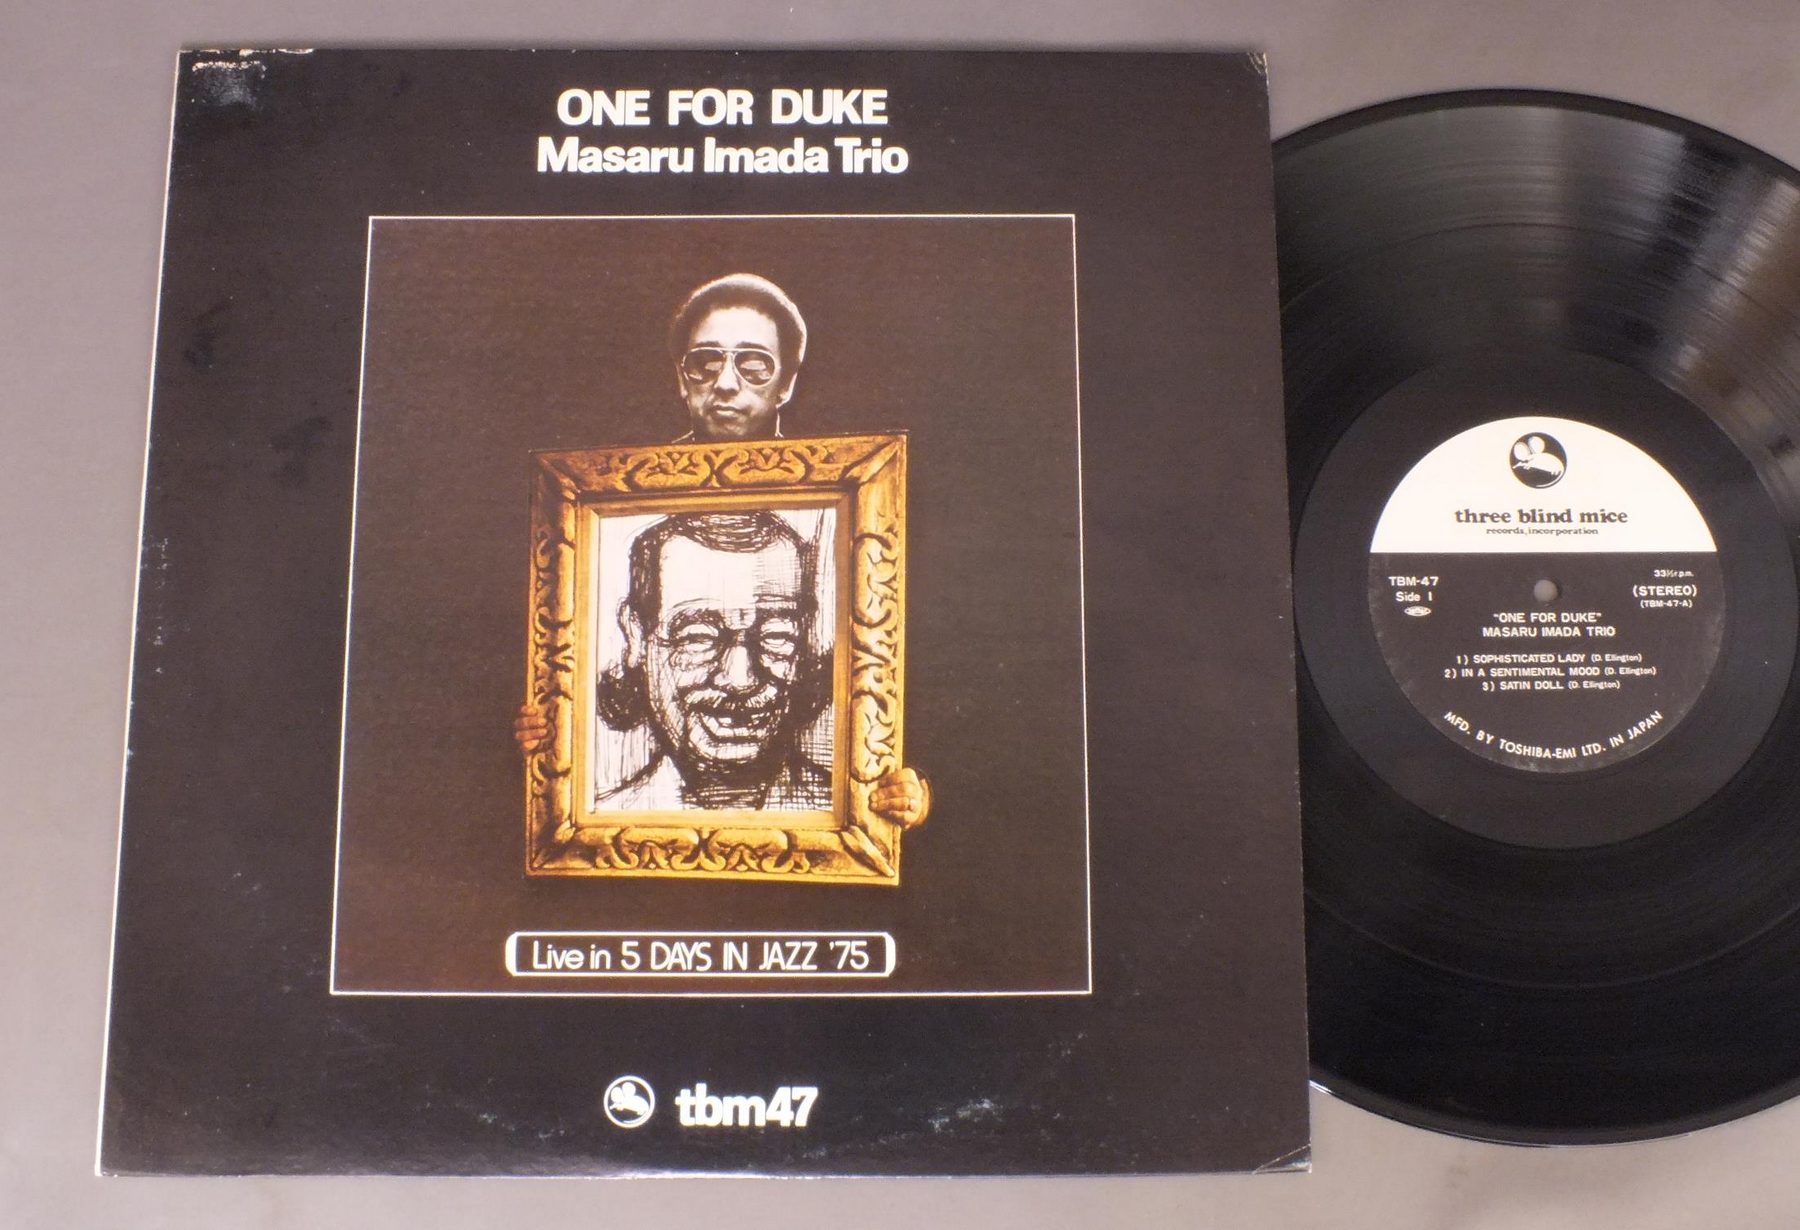 ONE FOR DUKE
Masaru Imada Trio
Live in 5 DAYS IN JAZZ '75
tbm47
three blind mice
records, incorporation
TBM-47
Side 1
33⅓ r.p.m.
(STEREO)
(TBM-47-A)
"ONE FOR DUKE"
MASARU IMADA TRIO
1) SOPHISTICATED LADY (D. Ellington)
2) IN A SENTIMENTAL MOOD (D. Ellington)
3) SATIN DOLL (D. Ellington)
MFD. BY TOSHIBA-EMI LTD. IN JAPAN